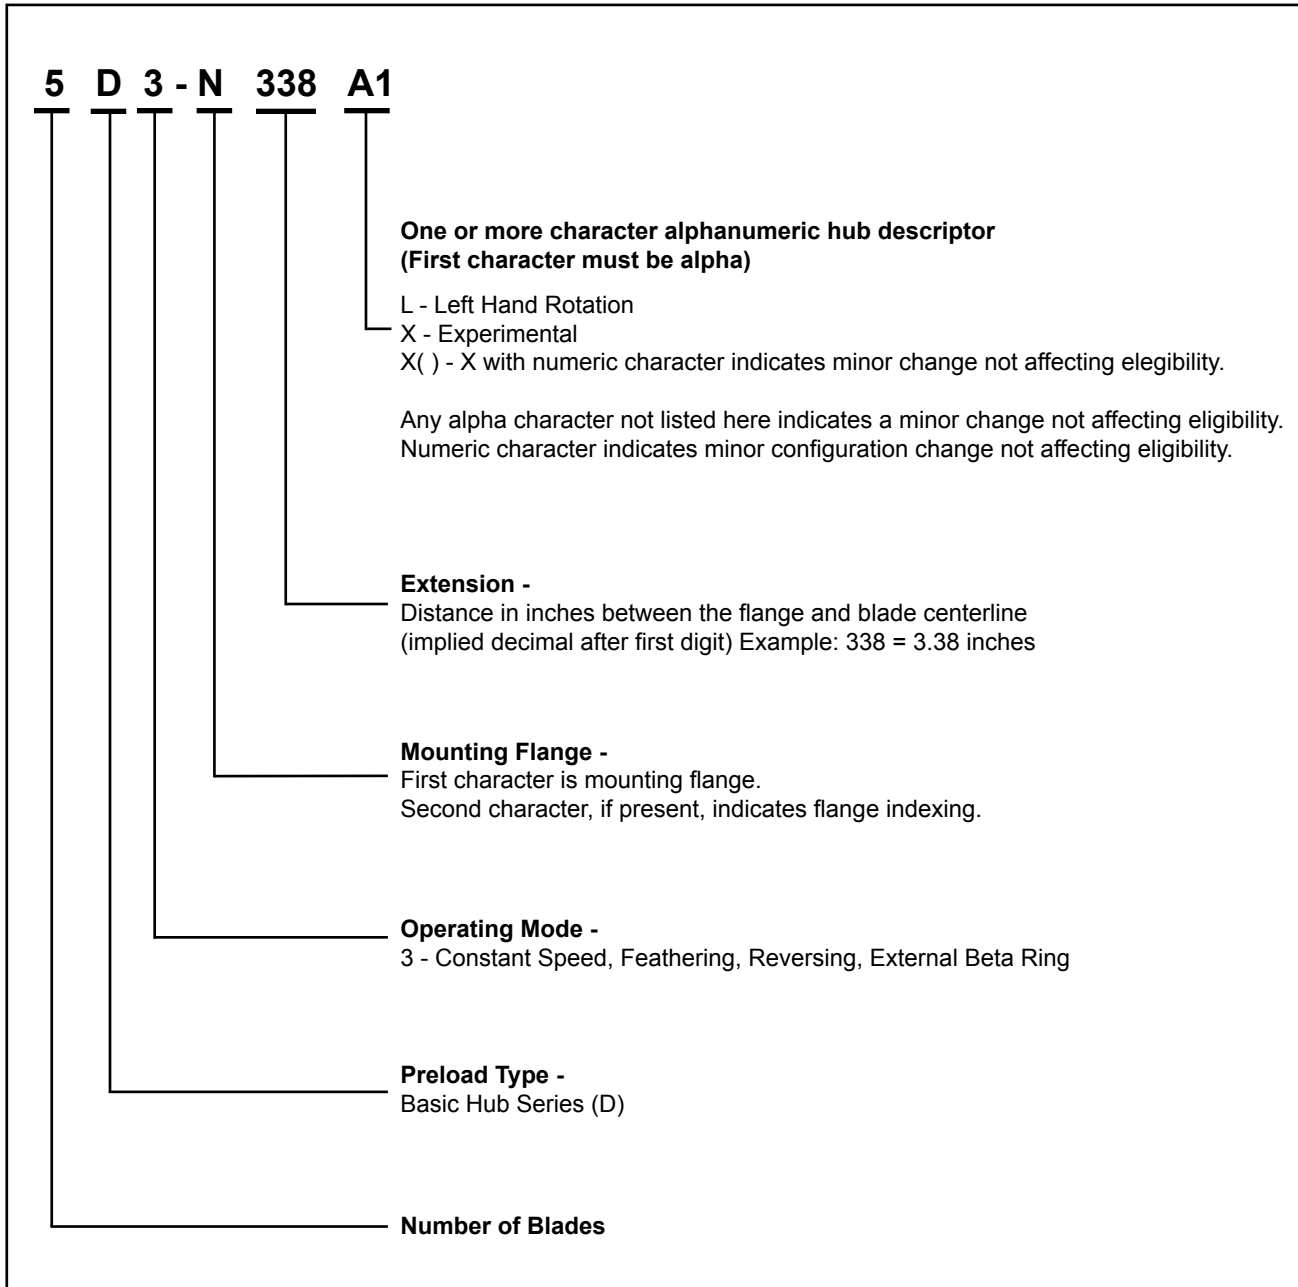 5 D 3 - N 338 A1
One or more character alphanumeric hub descriptor
(First character must be alpha)
L - Left Hand Rotation
X - Experimental
X( ) - X with numeric character indicates minor change not affecting elegibility.
Any alpha character not listed here indicates a minor change not affecting eligibility.
Numeric character indicates minor configuration change not affecting eligibility.
Extension -
Distance in inches between the flange and blade centerline
(implied decimal after first digit) Example: 338 = 3.38 inches
Mounting Flange -
First character is mounting flange.
Second character, if present, indicates flange indexing.
Operating Mode -
3 - Constant Speed, Feathering, Reversing, External Beta Ring
Preload Type -
Basic Hub Series (D)
Number of Blades